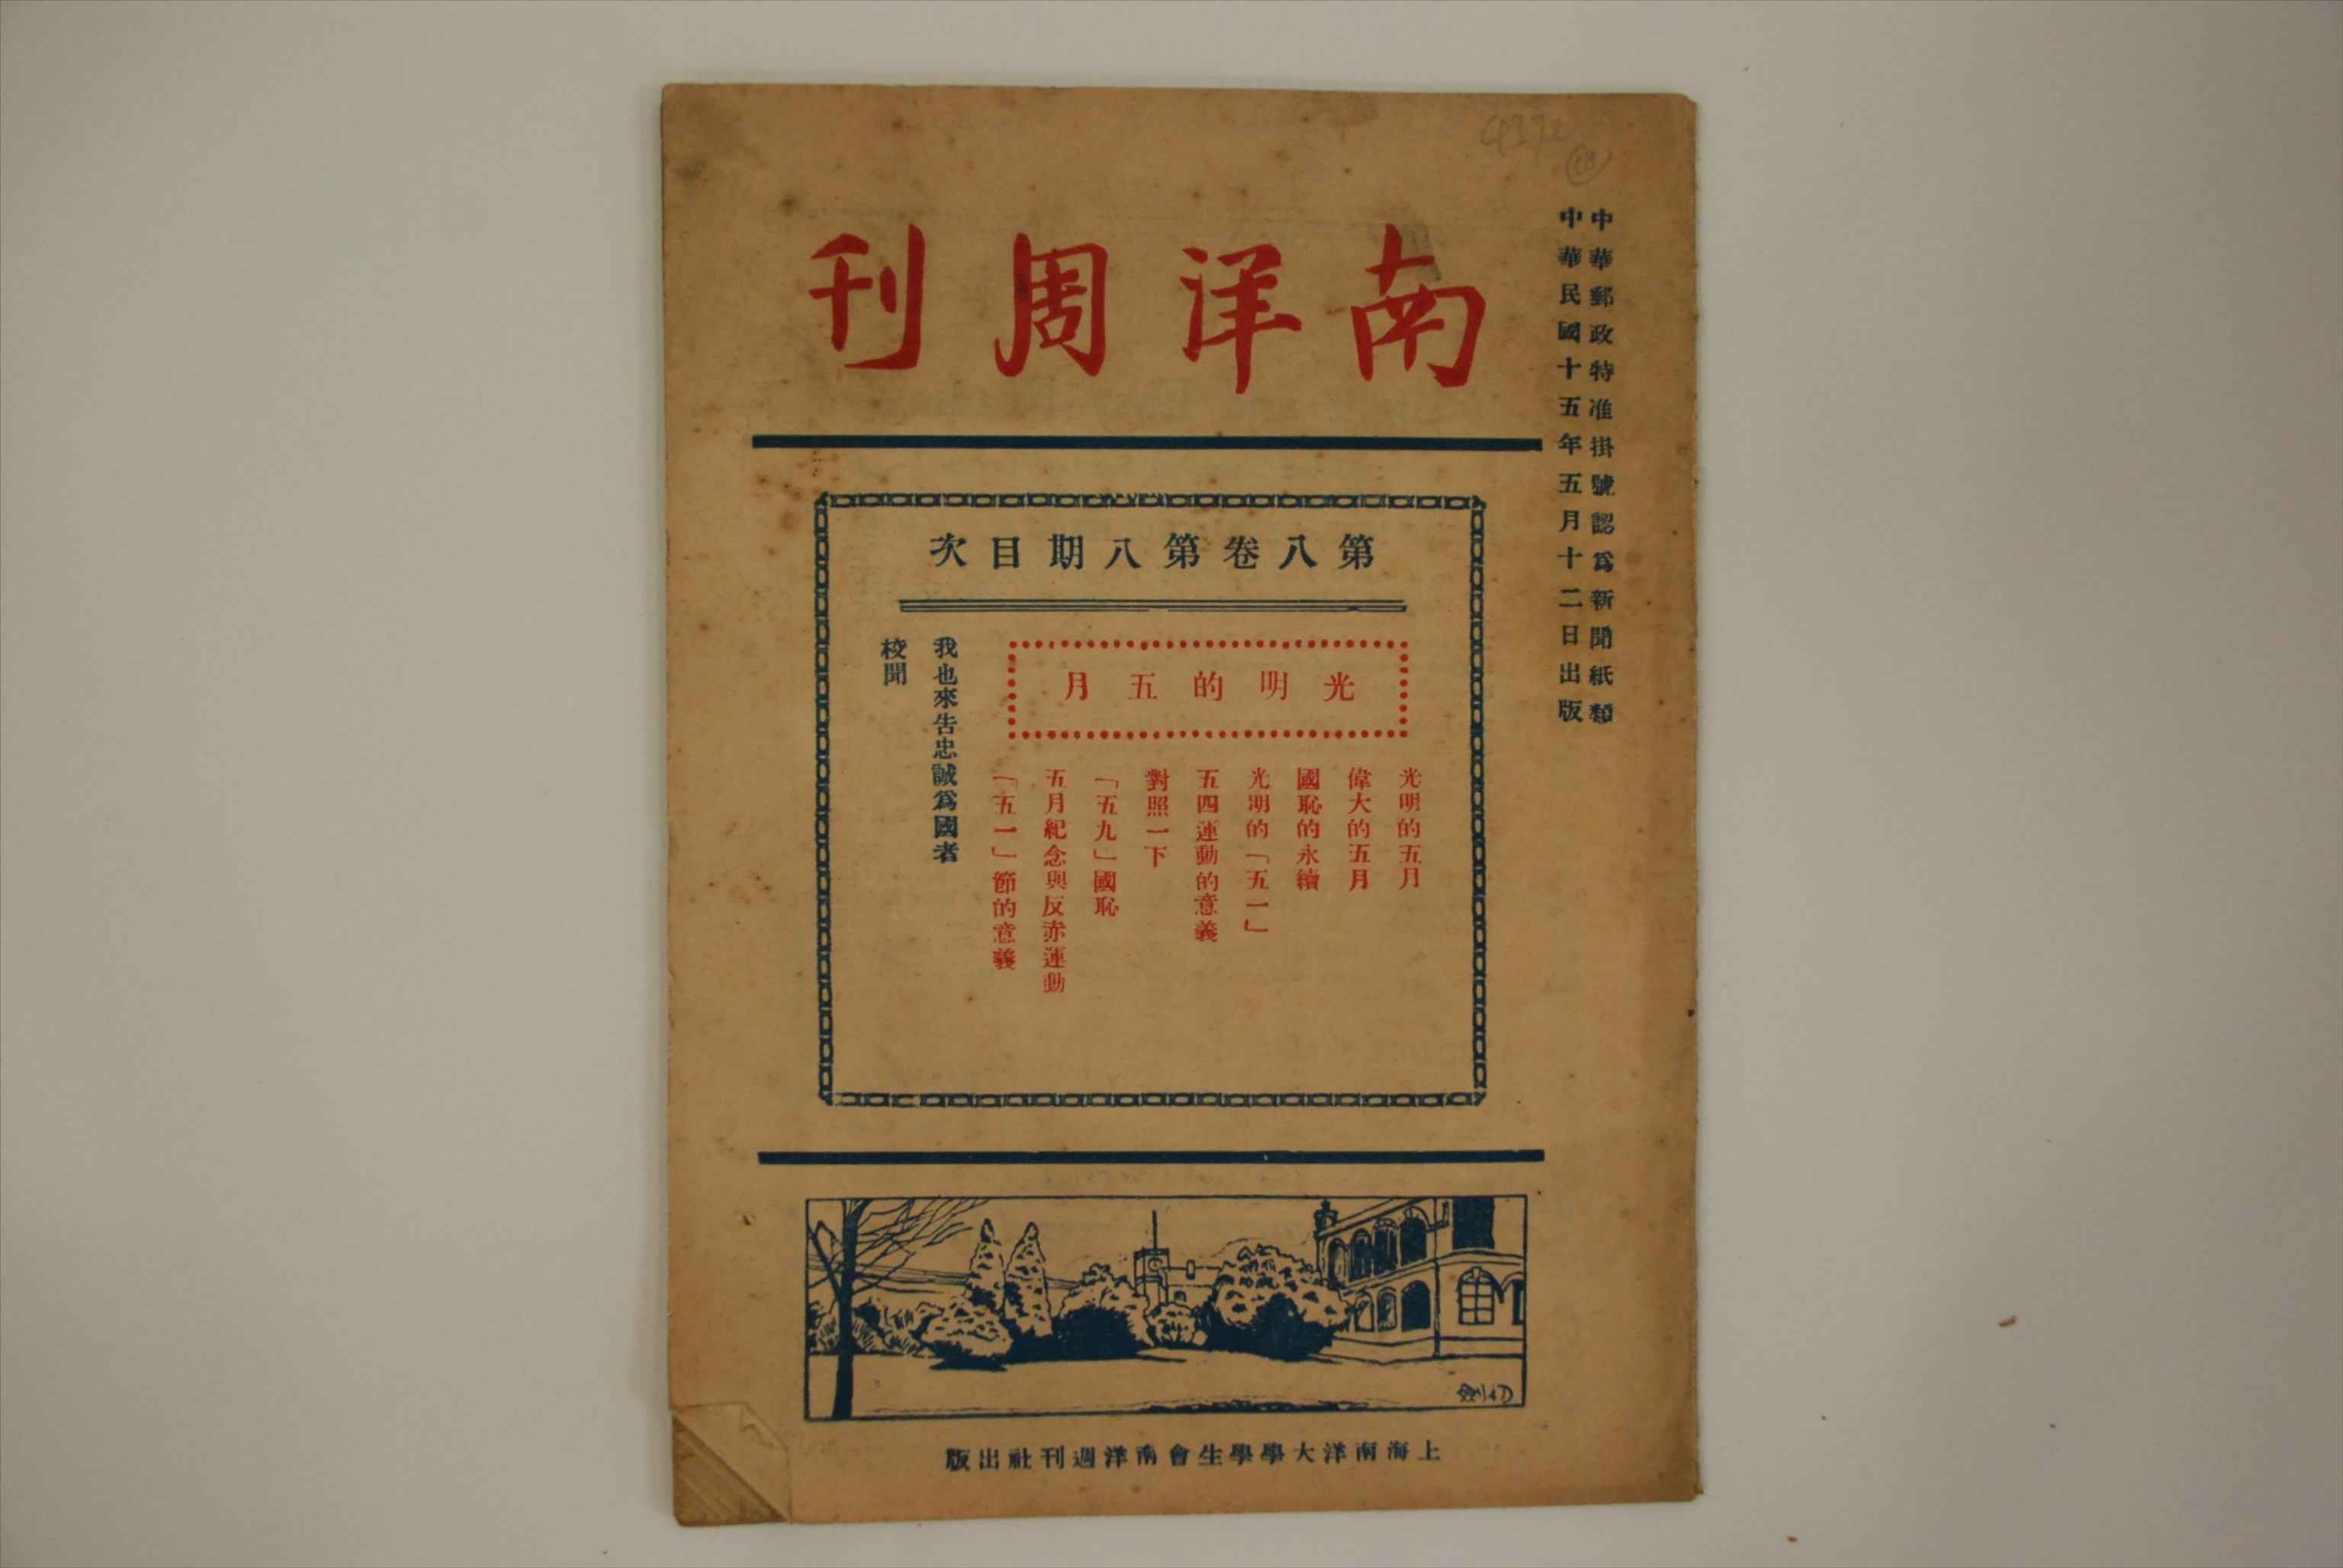 中華郵政特准掛號認爲新聞紙類
中華民國十五年五月十二日出版
南洋周刊
第八卷第八期目次
光明的五月
光明的五月
偉大的五月
國恥的永續
光明的「五一」
五四運動的意義
對照一下
「五九」國恥
五月紀念與反赤運動
「五一」節的意義
我也來告忠誠爲國者
校聞
上海南洋大學學生會南洋週刊社出版